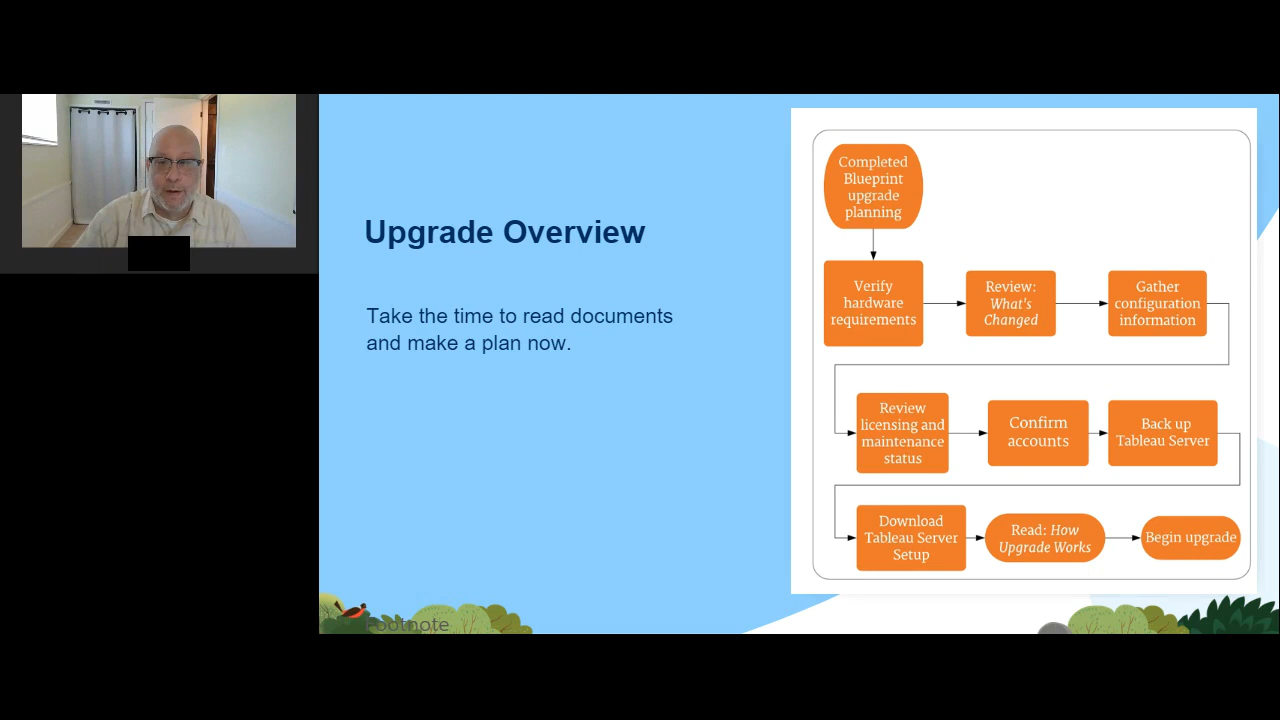 Upgrade Overview
Take the time to read documents
and make a plan now.
Completed
Blueprint
upgrade
planning
Verify
hardware
requirements
Review:
What's
Changed
Gather
configuration
information
Review
licensing and
maintenance
status
Confirm
accounts
Back up
Tableau Server
Download
Tableau Server
Setup
Read: How
Upgrade Works
Begin upgrade
Footnote